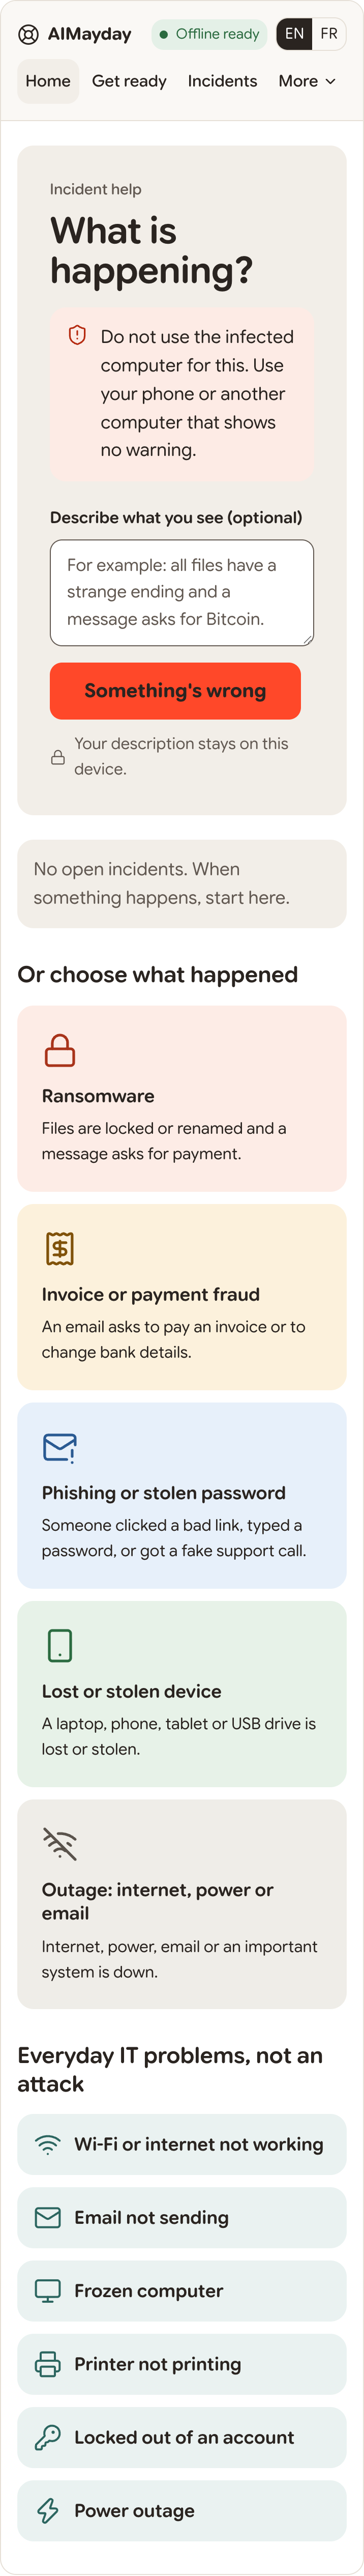 AIMayday
Offline ready
EN FR
Home Get ready Incidents More
Incident help
What is
happening?
Do not use the infected
computer for this. Use
your phone or another
computer that shows
no warning.
Describe what you see (optional)
For example: all files have a
strange ending and a
message asks for Bitcoin.
Something's wrong
Your description stays on this
device.
No open incidents. When
something happens, start here.
Or choose what happened
Ransomware
Files are locked or renamed and a
message asks for payment.
Invoice or payment fraud
An email asks to pay an invoice or to
change bank details.
Phishing or stolen password
Someone clicked a bad link, typed a
password, or got a fake support call.
Lost or stolen device
A laptop, phone, tablet or USB drive is
lost or stolen.
Outage: internet, power or
email
Internet, power, email or an important
system is down.
Everyday IT problems, not an
attack
Wi-Fi or internet not working
Email not sending
Frozen computer
Printer not printing
Locked out of an account
Power outage